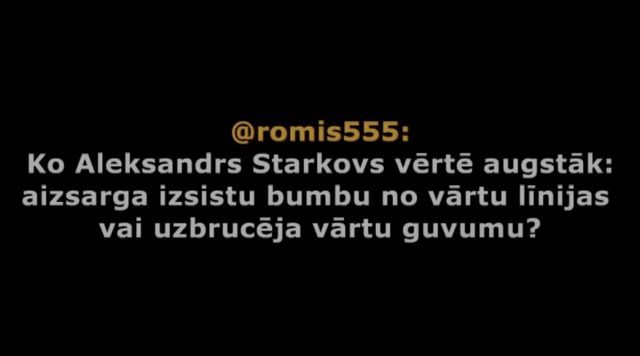 @romis555:
Ko Aleksandrs Starkovs vērtē augstāk:
aizsarga izsistu bumbu no vārtu līnijas
vai uzbrucēja vārtu guvumu?